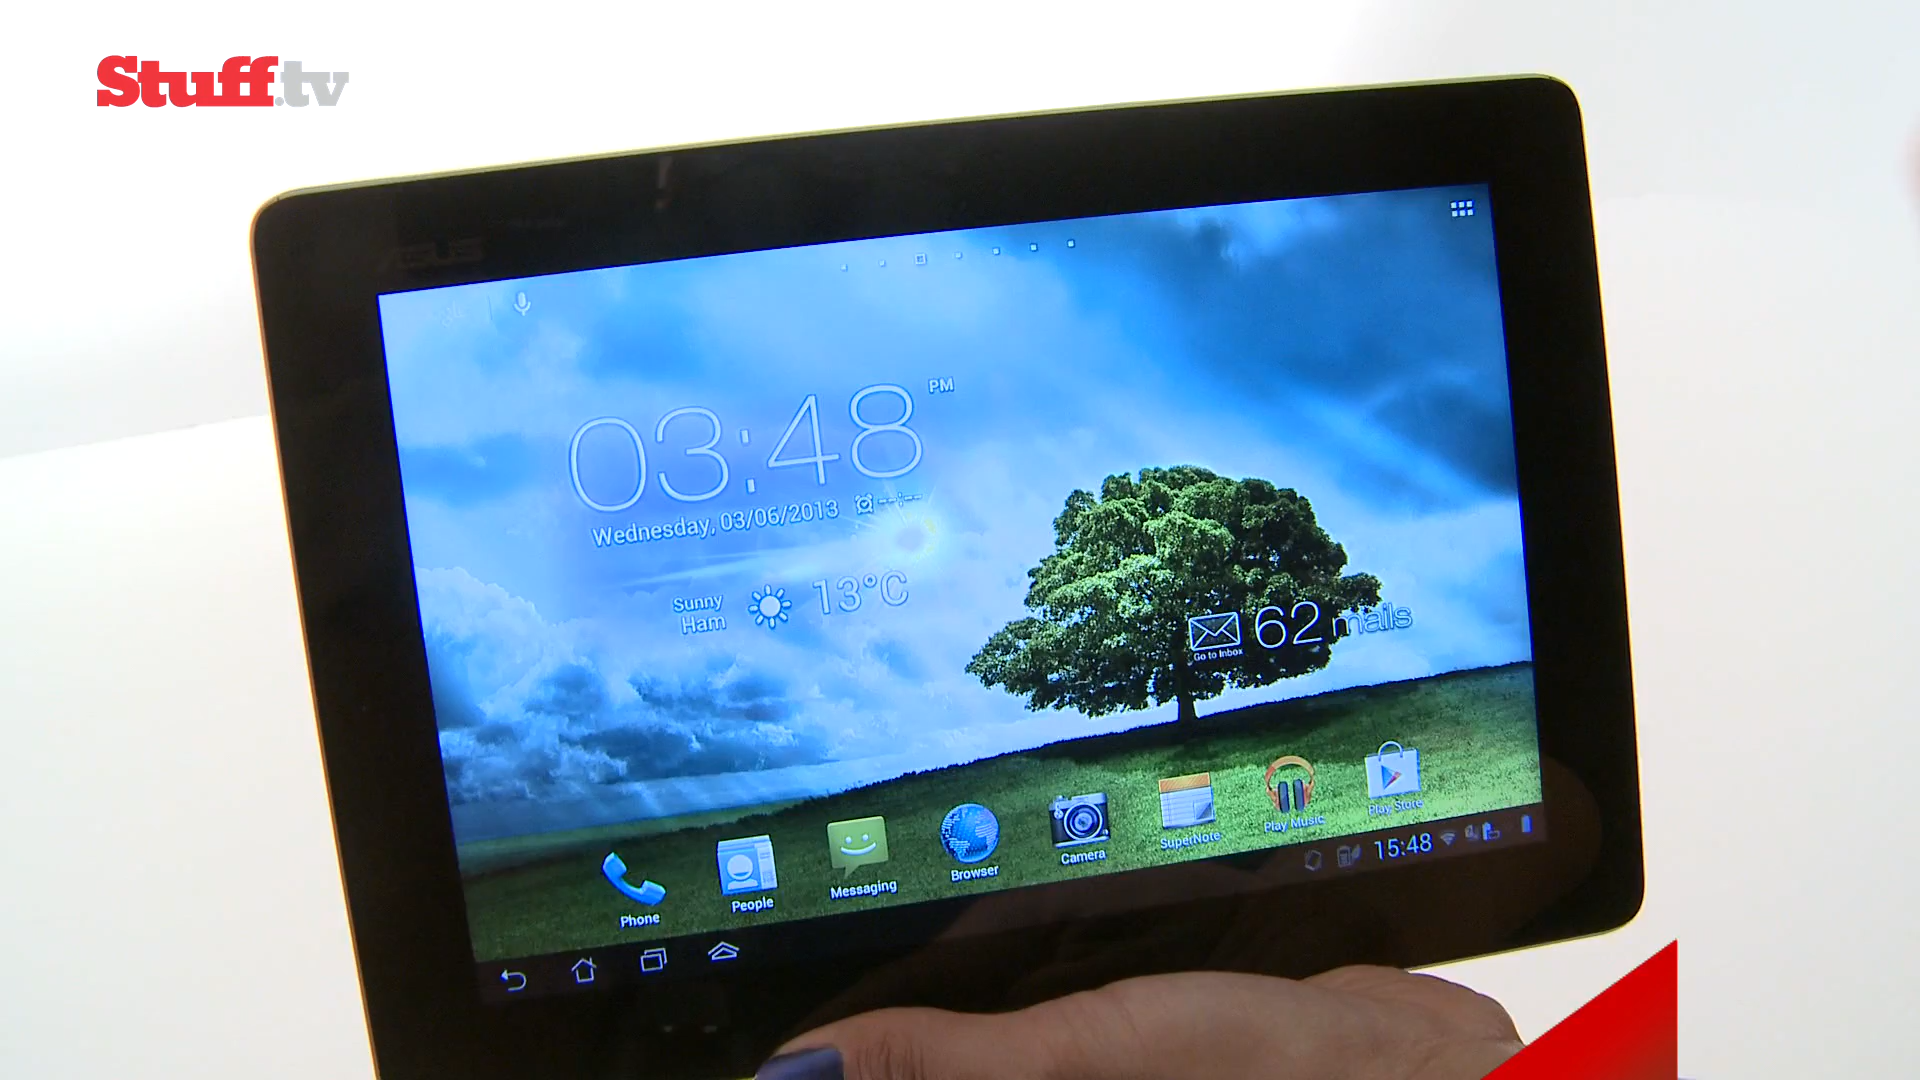 Stuff.tv
ASUS
03:48 PM
Wednesday, 03/06/2013 --:--
Sunny
Ham
13°C
62 mails
Go to Inbox
Phone
People
Messaging
Browser
Camera
SuperNote
Play Music
Play Store
15:48